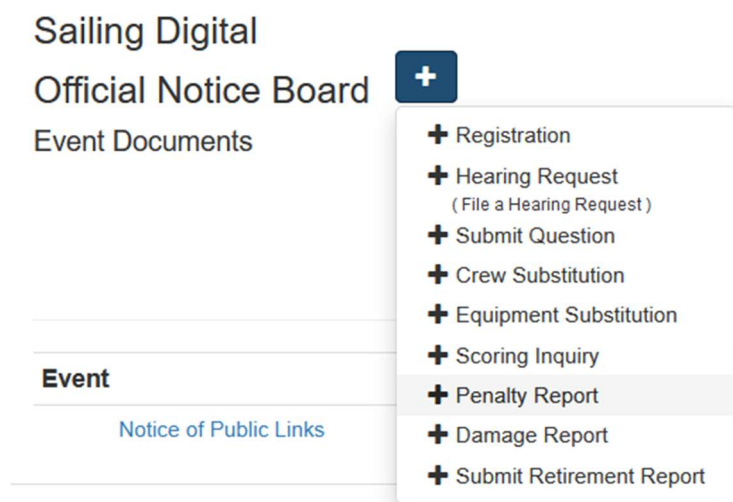 Sailing Digital
Official Notice Board
Event Documents
Registration
Hearing Request
( File a Hearing Request )
Submit Question
Crew Substitution
Equipment Substitution
Scoring Inquiry
Penalty Report
Damage Report
Submit Retirement Report
Event
Notice of Public Links